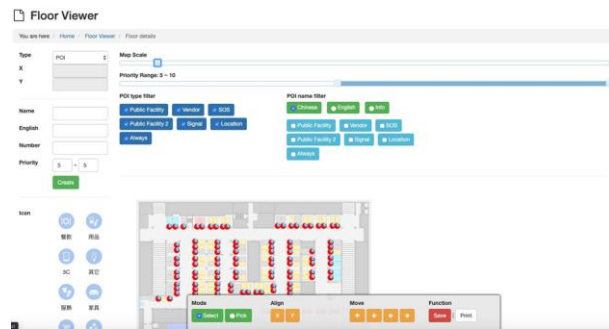 Floor Viewer
You are here / Home / Floor Viewer / Floor details
Type
POI
X
Y
Name
English
Number
Priority
5 ~ 5
Create
Icon
餐飲
用品
3C
其它
服飾
家具
Map Scale
Priority Range: 5 ~ 10
POI type filter
Public Facility
Vendor
SOS
Public Facility 2
Signal
Location
Always
POI name filter
Chinese
English
Info
Public Facility
Vendor
SOS
Public Facility 2
Signal
Location
Always
Mode
Select
Pick
Align
X
Y
Move
Function
Save
Print